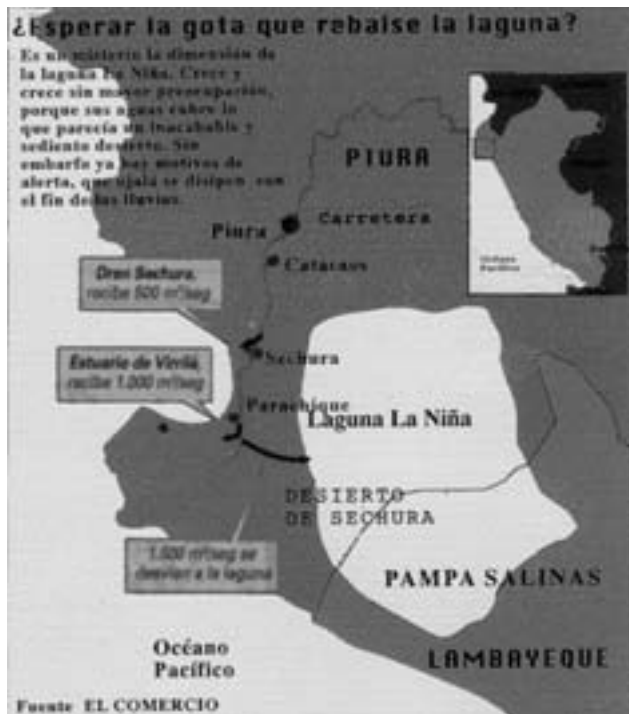 ¿Esperar la gota que rebalse la laguna?
Es un misterio la dimensión de
la laguna La Niña. Crece y
crece sin mayor preocupación,
porque sus aguas cubre lo
que parecía un inacabable y
sediento desierto. Sin
embargo ya hay motivos de
alerta, que ojalá se disipen con
el fin de las lluvias.
PIURA
Piura
Carretera
Catacaos
Océano
Pacífico
Dren Sechura,
recibe 500 m³/seg
Sechura
Estuario de Virrilá,
recibe 1.000 m³/seg
Parachique
Laguna La Niña
DESIERTO
DE SECHURA
1.500 m³/seg se
desvían a la laguna
PAMPA SALINAS
Océano
Pacífico
LAMBAYEQUE
Fuente EL COMERCIO